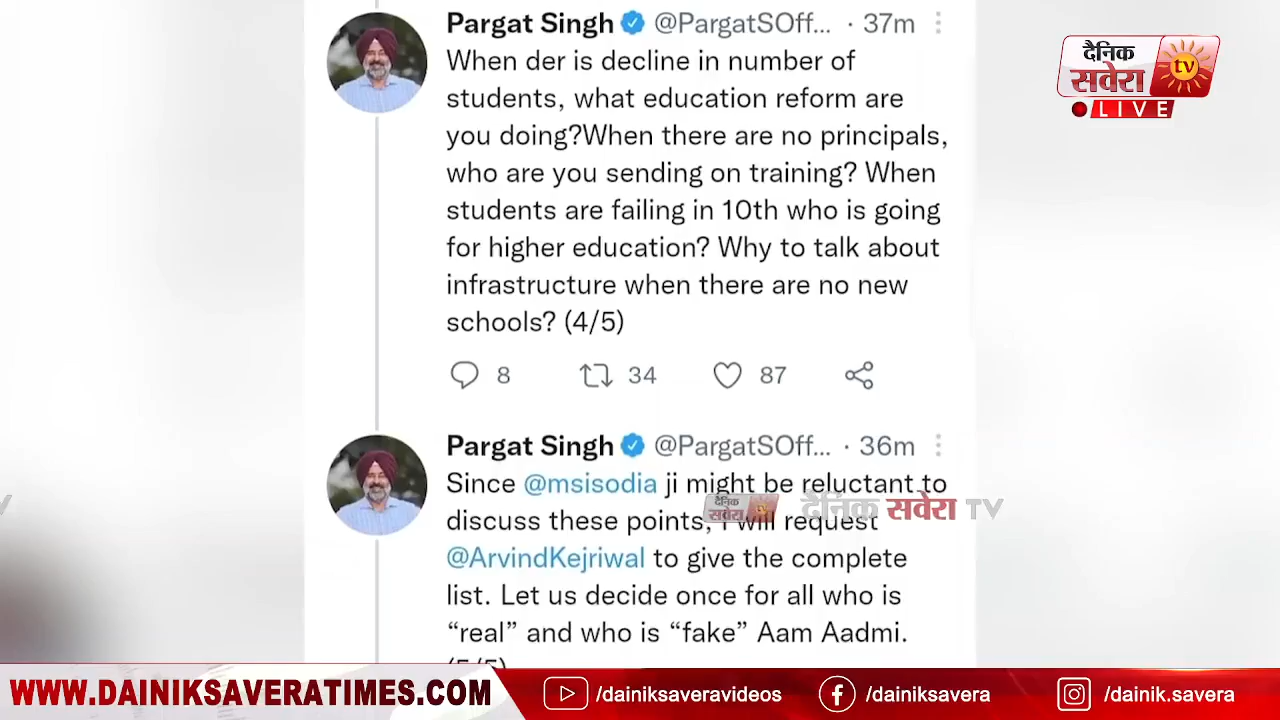 Pargat Singh @PargatSOff... · 37m
When der is decline in number of
students, what education reform are
you doing?When there are no principals,
who are you sending on training? When
students are failing in 10th who is going
for higher education? Why to talk about
infrastructure when there are no new
schools? (4/5)
8 34 87
Pargat Singh @PargatSOff... · 36m
Since @msisodia ji might be reluctant to
discuss these points, I will request
@ArvindKejriwal to give the complete
list. Let us decide once for all who is
“real” and who is “fake” Aam Aadmi.
(5/5)
दैनिक
सवेरा tv
LIVE
दैनिक
सवेरा
दैनिक सवेरा TV
WWW.DAINIKSAVERATIMES.COM /dainiksaveravideos /dainiksavera /dainik.savera